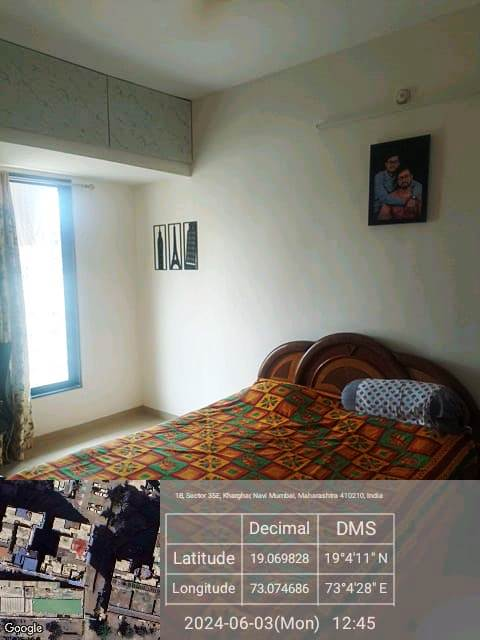 18, Sector 35E, Kharghar, Navi Mumbai, Maharashtra 410210, India
Decimal DMS
Latitude 19.069828 19°4'11" N
Longitude 73.074686 73°4'28" E
2024-06-03(Mon) 12:45
Google